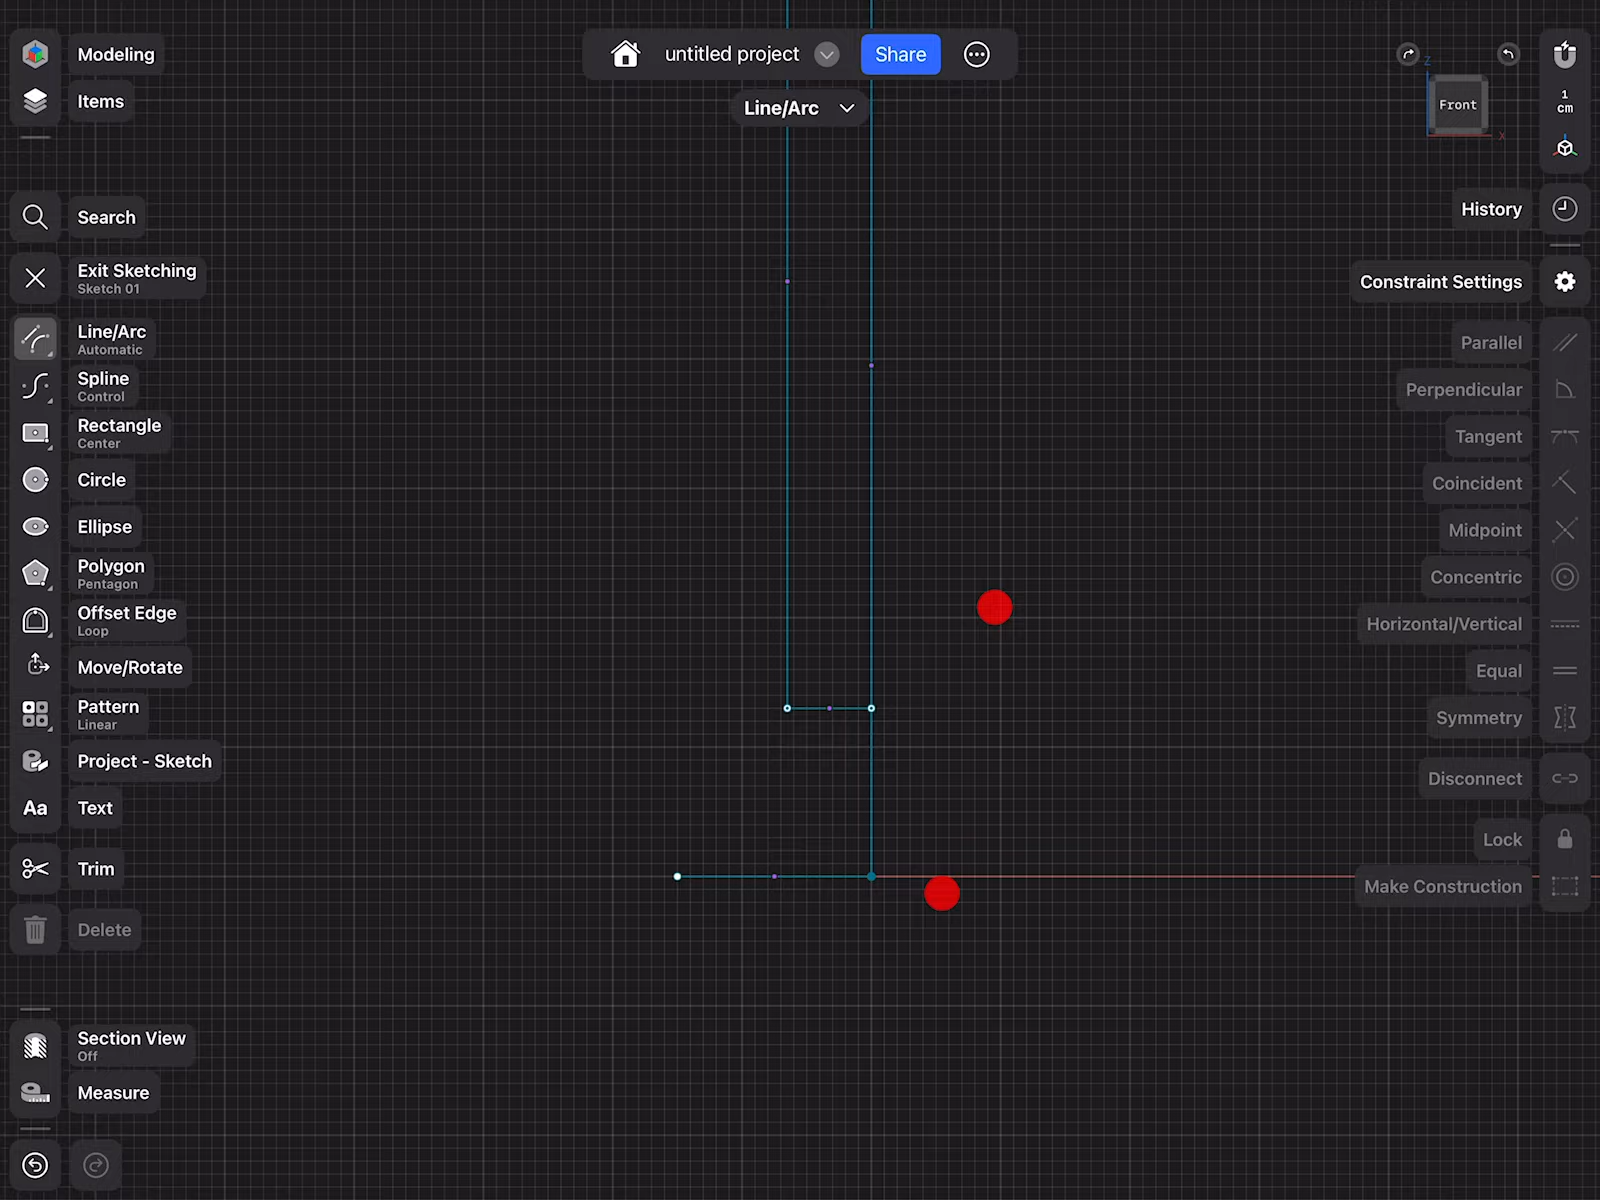 Modeling
Items
untitled project
Share
Line/Arc
Z
Front
X
1
cm
Search
History
Exit Sketching
Sketch 01
Constraint Settings
Line/Arc
Automatic
Parallel
Spline
Control
Perpendicular
Rectangle
Center
Tangent
Circle
Coincident
Ellipse
Midpoint
Polygon
Pentagon
Concentric
Offset Edge
Loop
Horizontal/Vertical
Move/Rotate
Equal
Pattern
Linear
Symmetry
Project - Sketch
Disconnect
Aa
Text
Lock
Trim
Make Construction
Delete
Section View
Off
Measure